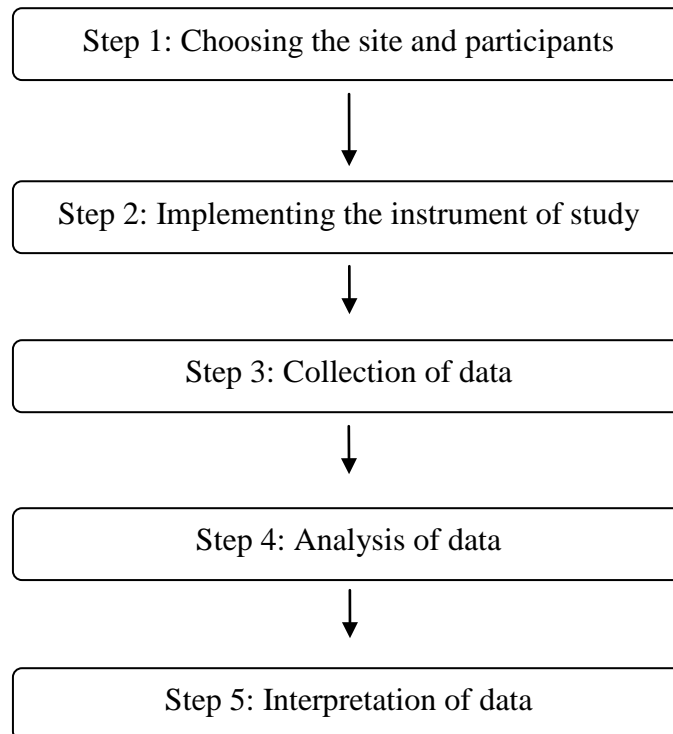 Step 1: Choosing the site and participants
Step 2: Implementing the instrument of study
Step 3: Collection of data
Step 4: Analysis of data
Step 5: Interpretation of data